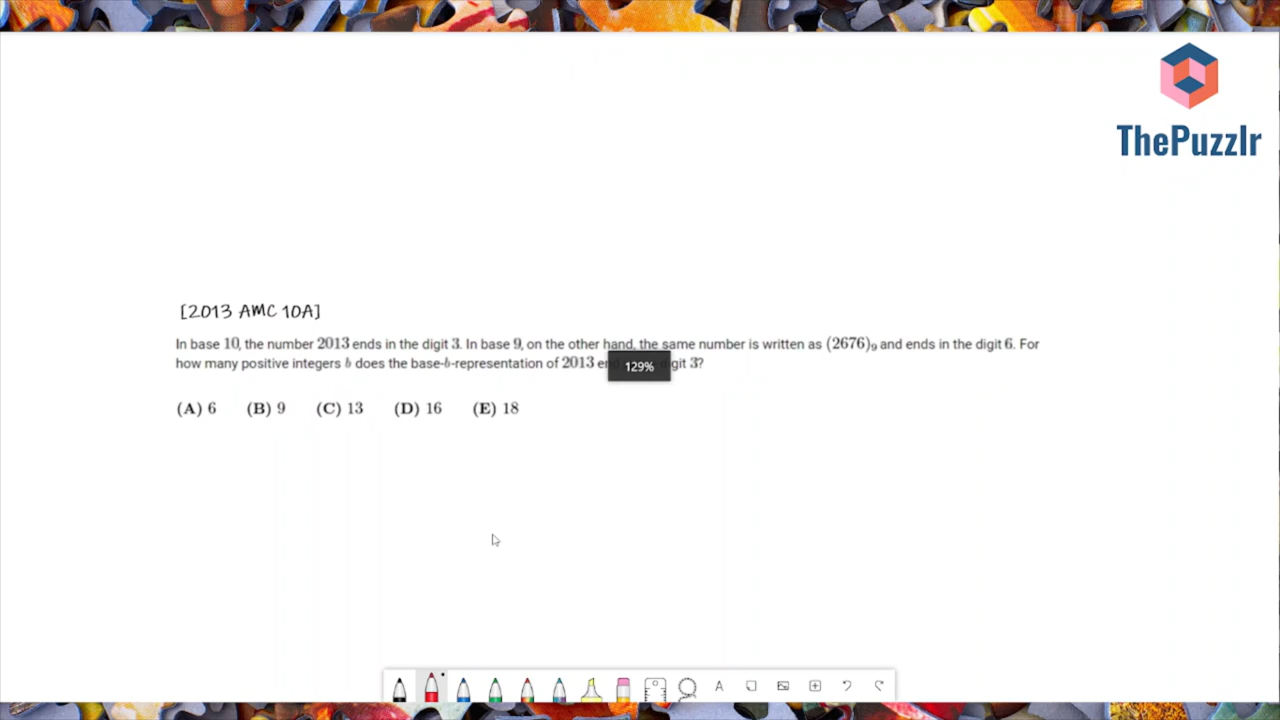 ThePuzzlr
[2013 AMC 10A]
In base 10, the number 2013 ends in the digit 3. In base 9, on the other hand, the same number is written as (2676)₉ and ends in the digit 6. For
how many positive integers b does the base-b-representation of 2013 git 3?
129%
(A) 6 (B) 9 (C) 13 (D) 16 (E) 18
A